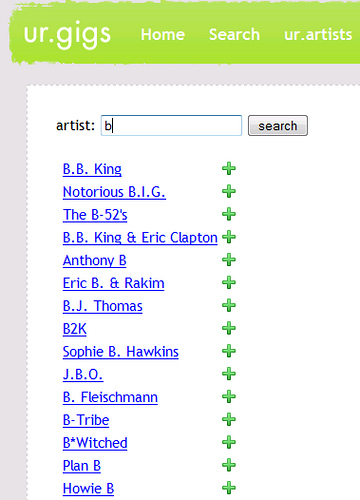 ur.gigs Home Search ur.artists
artist: b search
B.B. King
Notorious B.I.G.
The B-52's
B.B. King & Eric Clapton
Anthony B
Eric B. & Rakim
B.J. Thomas
B2K
Sophie B. Hawkins
J.B.O.
B. Fleischmann
B-Tribe
B*Witched
Plan B
Howie B